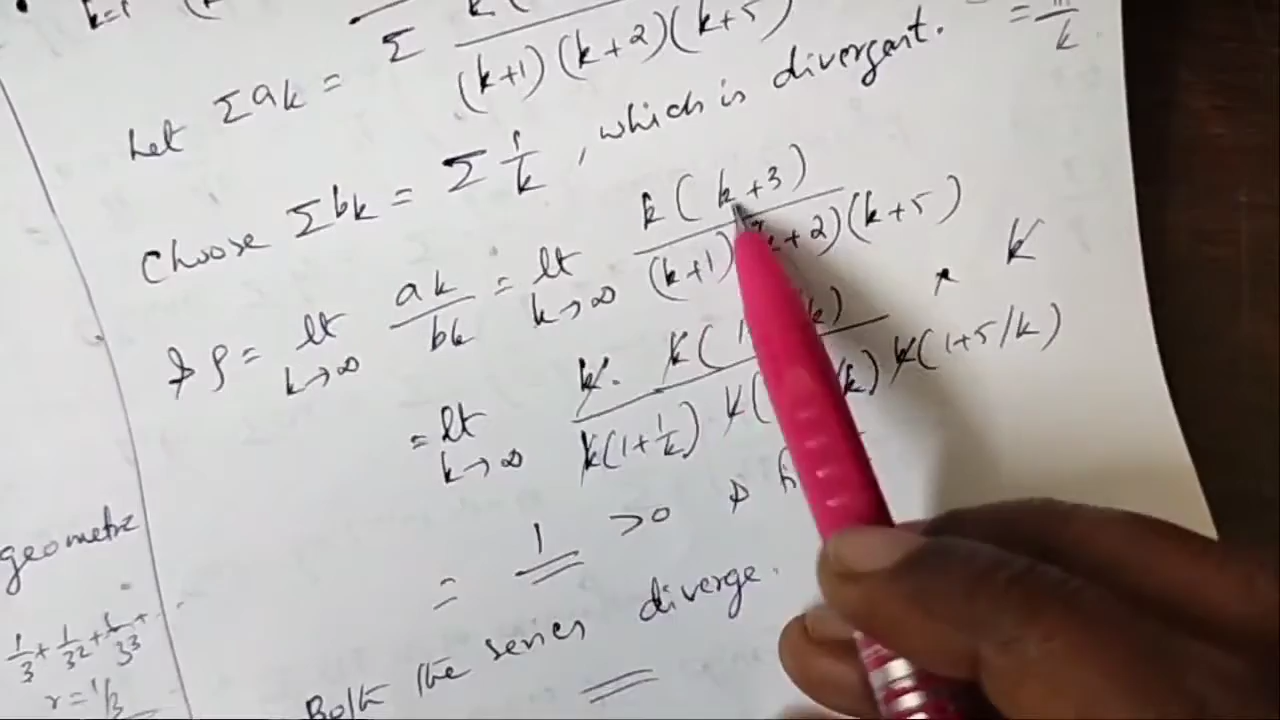 k=1
Let Σak = Σ k( / (k+1)(k+2)(k+5)
= / k
Choose Σbk = Σ 1/k , which is divergent.
& ρ = lt k→∞ ak/bk = lt k→∞ k(k+3) / (k+1)(k+2)(k+5) × k
= lt k→∞ k. k(1 /k) / k(1+1/k) k( /k) k(1+5/k)
= 1 >0 &
Both the series diverge.
geometric
1/3 + 1/3² + 1/3³ + ..
r = 1/3